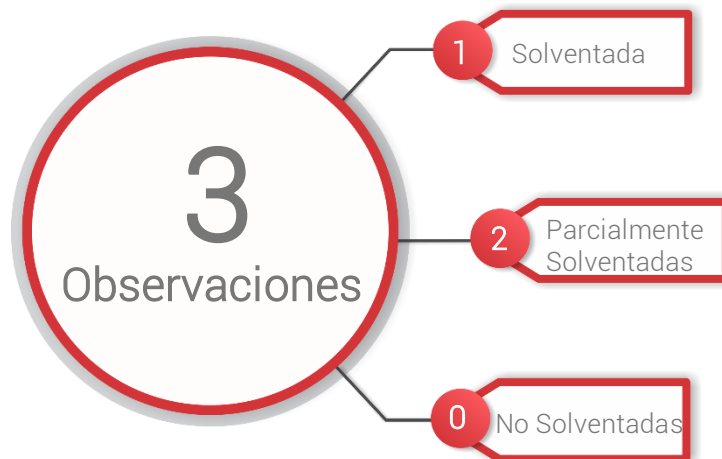 3
Observaciones
1
Solventada
2
Parcialmente
Solventadas
0
No Solventadas